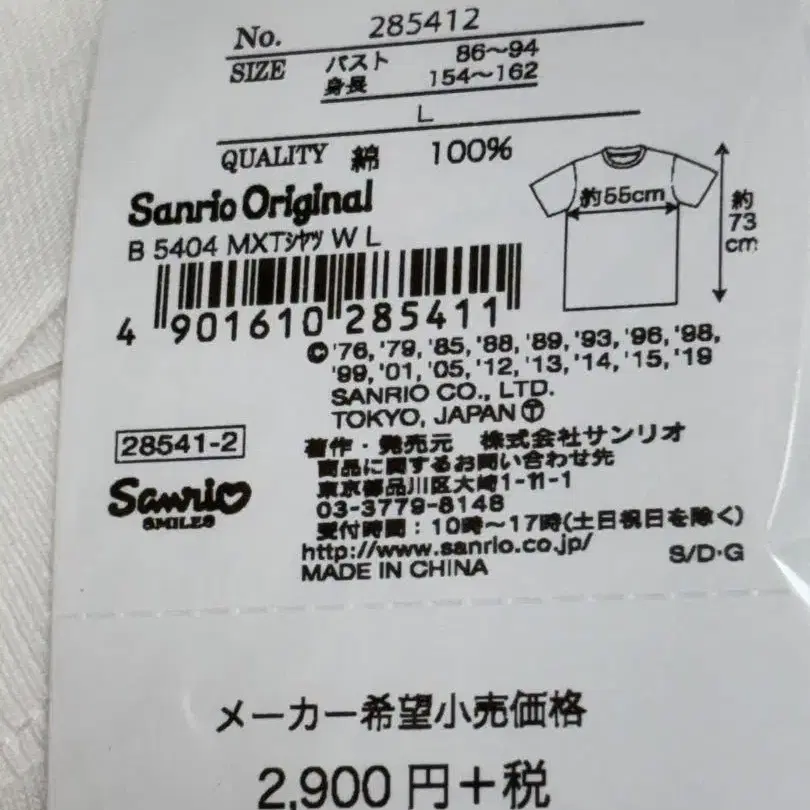 No. 285412
SIZE バスト 86〜94
身長 154〜162
L
QUALITY 綿 100%
Sanrio Original
B 5404 MXTシャツ W L
約55cm
約
73
cm
4 901610 285411
© '76, '79, '85, '88, '89, '93, '96, '98,
'99, '01, '05, '12, '13, '14, '15, '19
SANRIO CO., LTD.
TOKYO, JAPAN Ⓣ
28541-2
Sanrio
SMILES
著作・発売元 株式会社サンリオ
商品に関するお問い合わせ先
東京都品川区大崎1-11-1
03-3779-8148
受付時間：10時〜17時(土日祝日を除く)
http://www.sanrio.co.jp/
MADE IN CHINA
S/D・G
メーカー希望小売価格
2,900円＋税